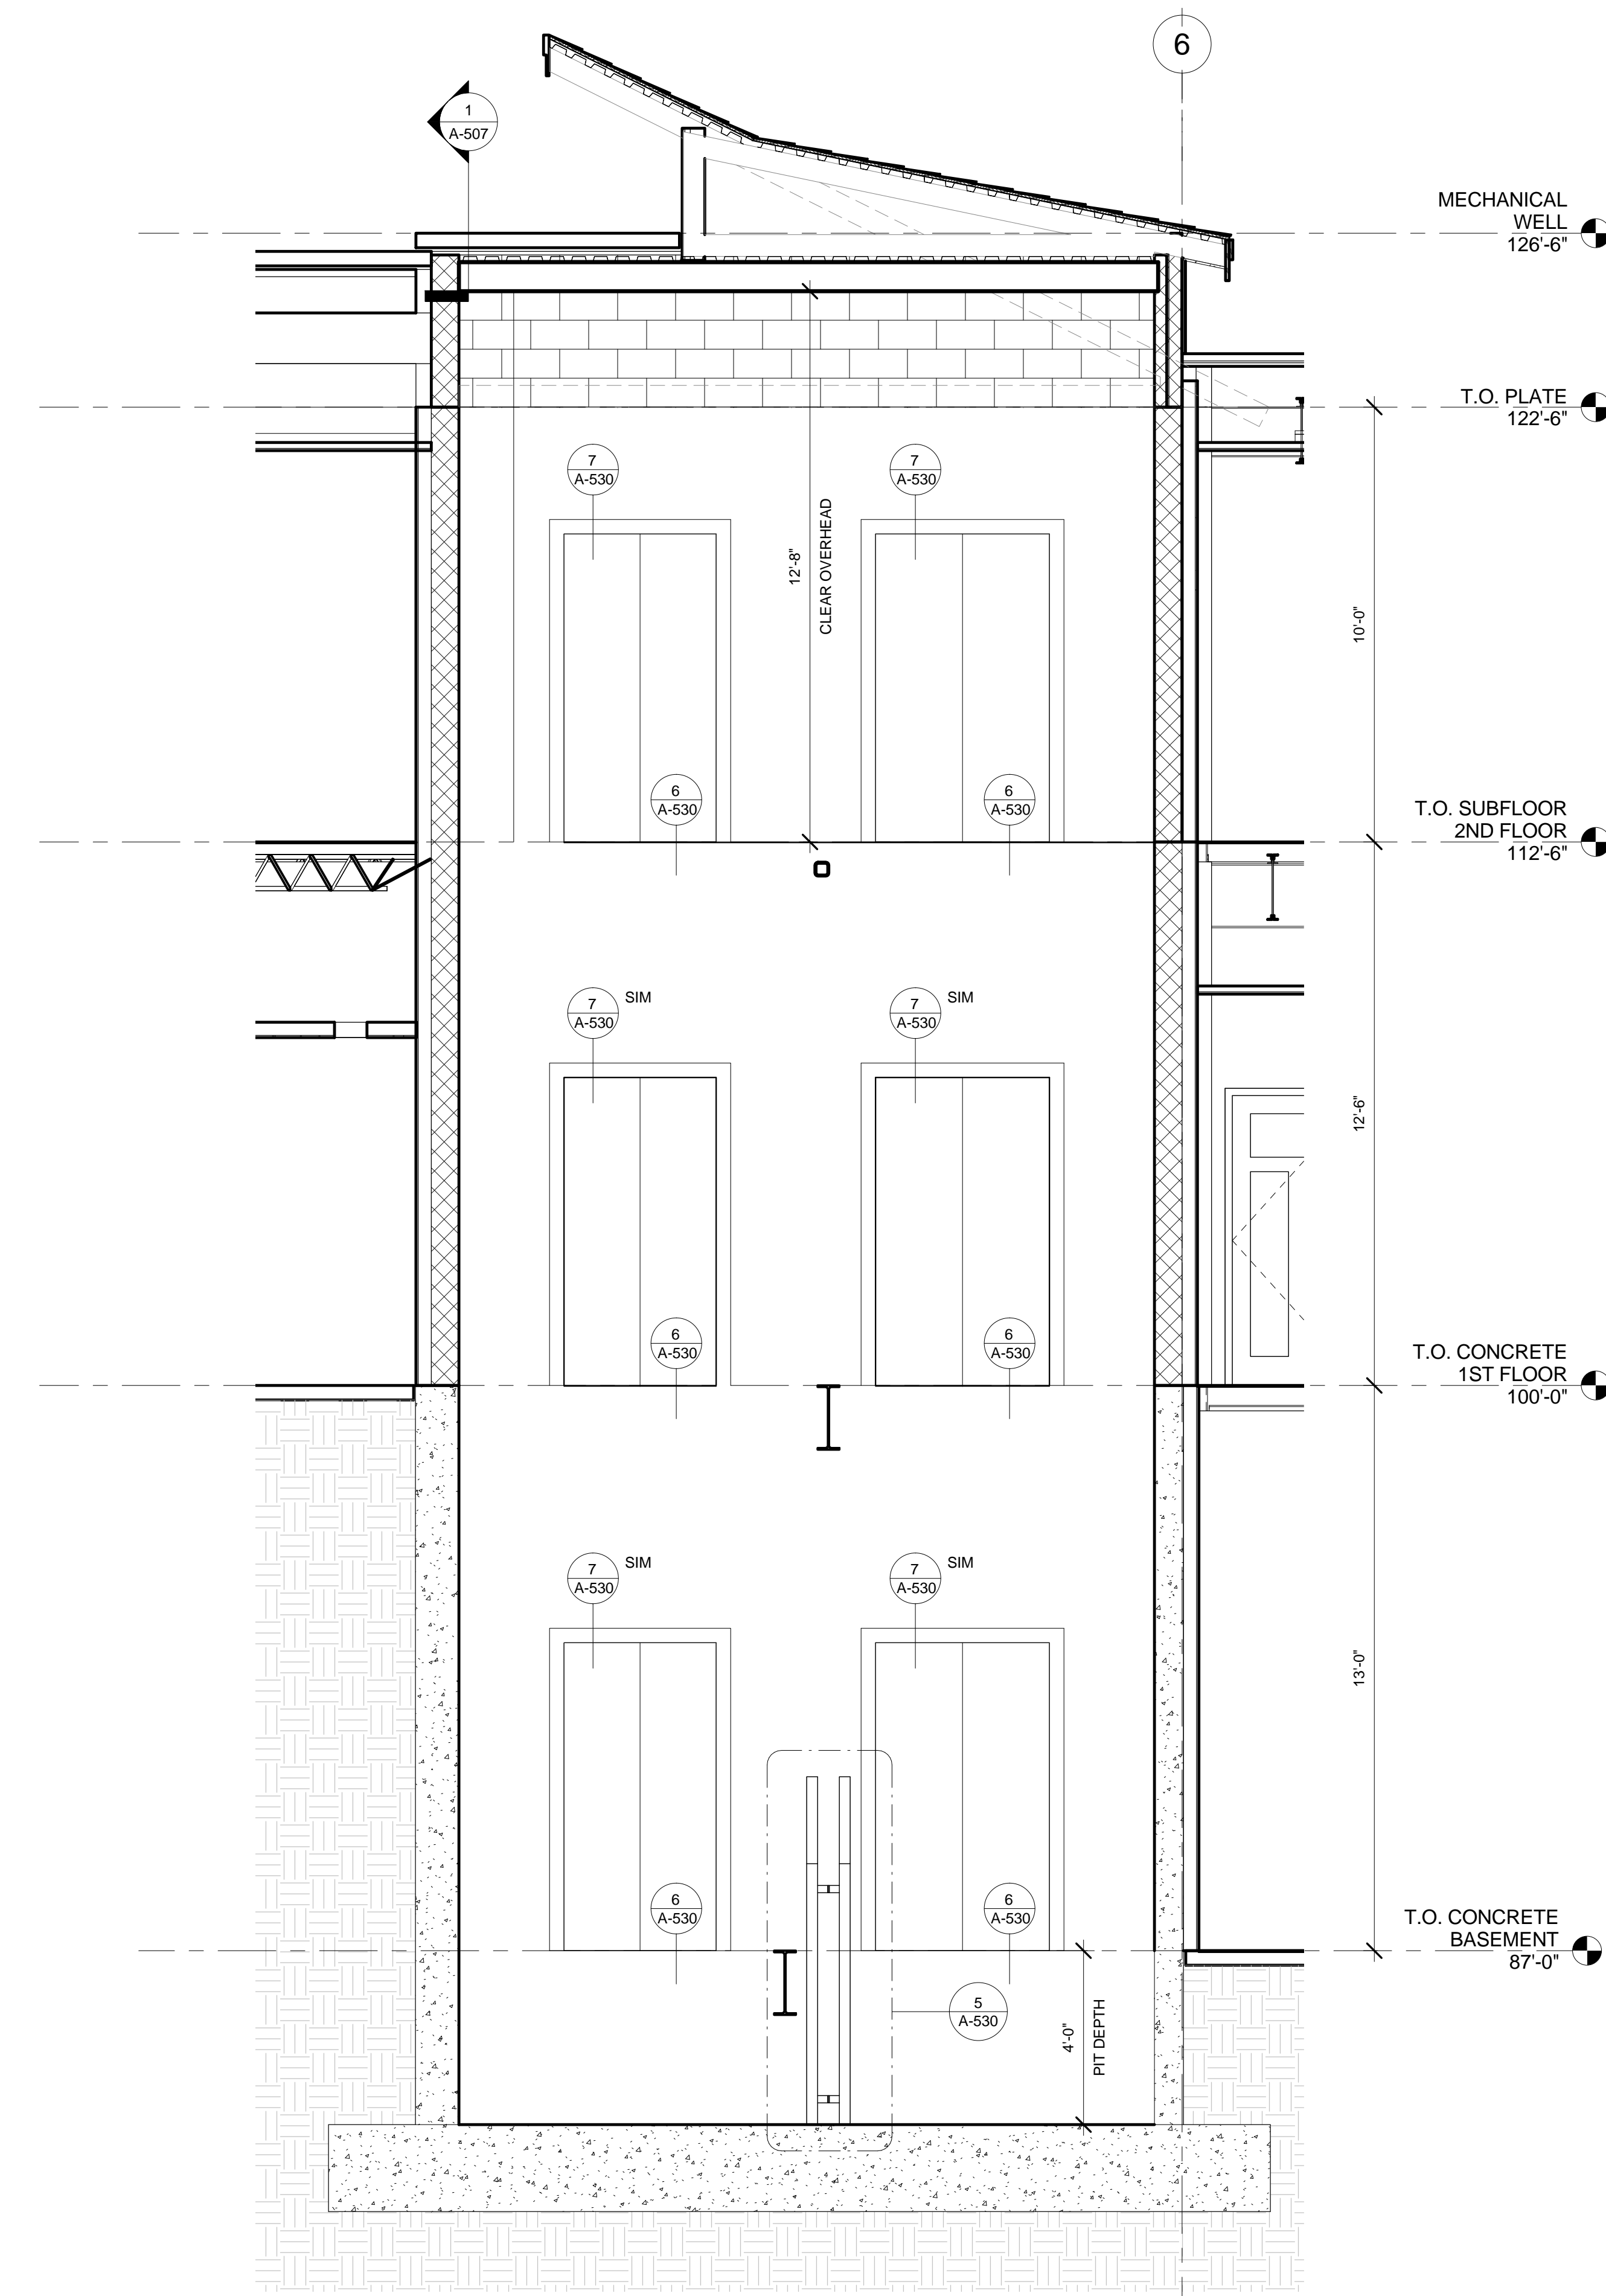 6
1
A-507
MECHANICAL
WELL
126'-6"
T.O. PLATE
122'-6"
7
A-530
7
A-530
12'-8"
CLEAR OVERHEAD
10'-0"
6
A-530
6
A-530
T.O. SUBFLOOR
2ND FLOOR
112'-6"
7
A-530
SIM
7
A-530
SIM
12'-6"
6
A-530
6
A-530
T.O. CONCRETE
1ST FLOOR
100'-0"
7
A-530
SIM
7
A-530
SIM
13'-0"
6
A-530
6
A-530
T.O. CONCRETE
BASEMENT
87'-0"
5
A-530
4'-0"
PIT DEPTH